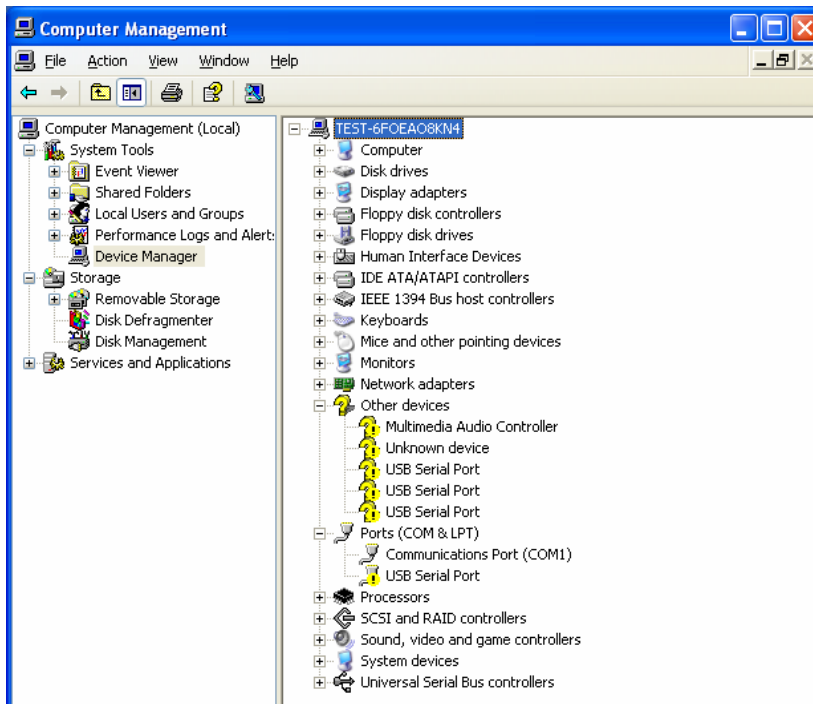 Computer Management
File Action View Window Help
Computer Management (Local)
System Tools
Event Viewer
Shared Folders
Local Users and Groups
Performance Logs and Alert:
Device Manager
Storage
Removable Storage
Disk Defragmenter
Disk Management
Services and Applications
TEST-6FOEAO8KN4
Computer
Disk drives
Display adapters
Floppy disk controllers
Floppy disk drives
Human Interface Devices
IDE ATA/ATAPI controllers
IEEE 1394 Bus host controllers
Keyboards
Mice and other pointing devices
Monitors
Network adapters
Other devices
Multimedia Audio Controller
Unknown device
USB Serial Port
USB Serial Port
USB Serial Port
Ports (COM & LPT)
Communications Port (COM1)
USB Serial Port
Processors
SCSI and RAID controllers
Sound, video and game controllers
System devices
Universal Serial Bus controllers